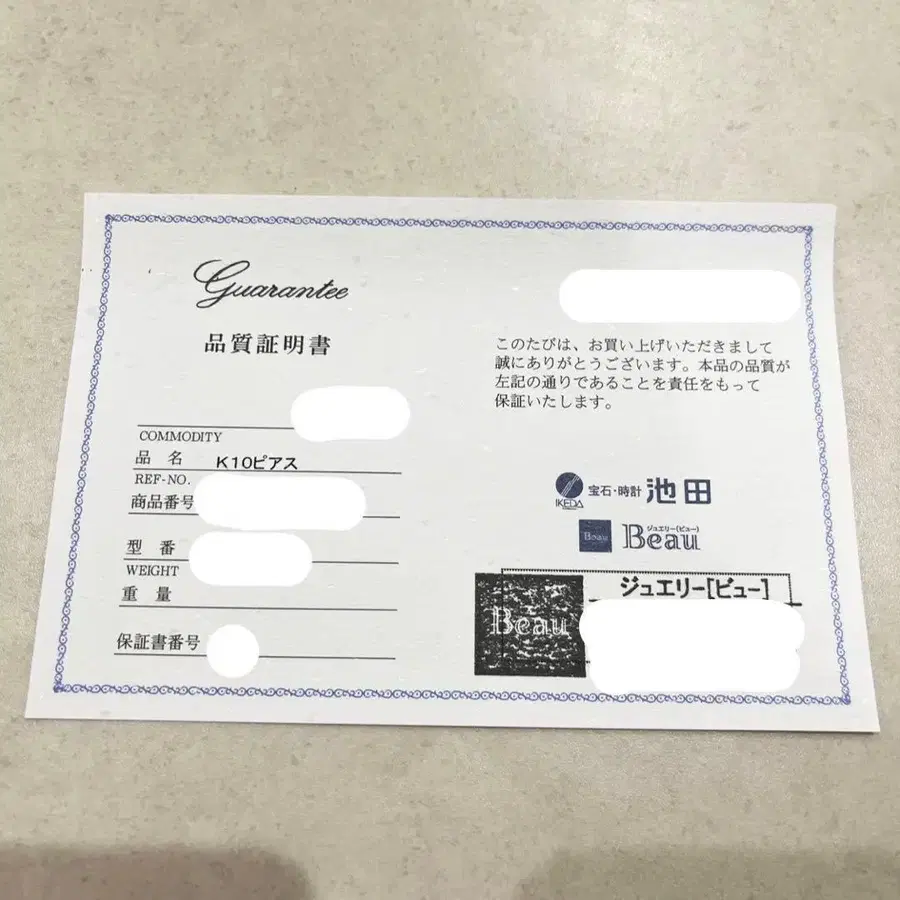 Guarantee
品質証明書
COMMODITY
品 名 K10ピアス
REF-NO.
商品番号
型 番
WEIGHT
重 量
保証書番号
このたびは、お買い上げいただきまして
誠にありがとうございます。本品の品質が
左記の通りであることを責任をもって
保証いたします。
IKEDA 宝石・時計 池田
ジュエリー(ビュー)
Beau Beau
ジュエリー[ビュー]
Beau